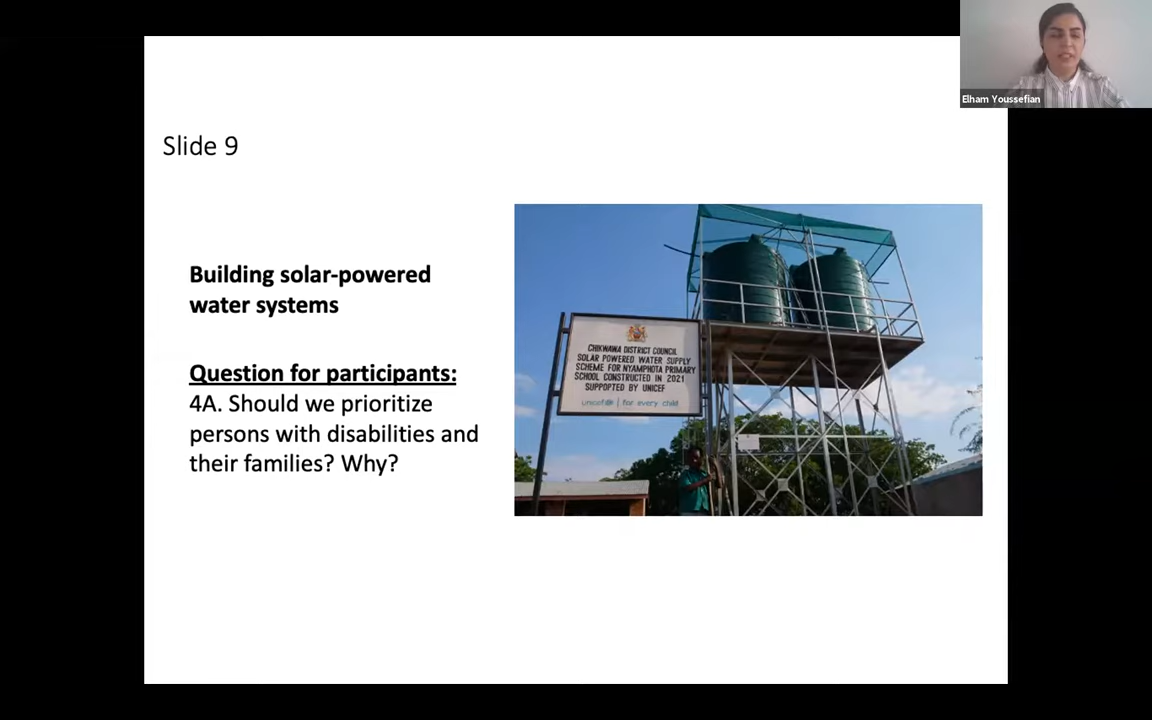 Elham Youssefian
Slide 9
Building solar-powered
water systems
Question for participants:
4A. Should we prioritize
persons with disabilities and
their families? Why?
CHIKWAWA DISTRICT COUNCIL
SOLAR POWERED WATER SUPPLY
SCHEME FOR NYAMPHOTA PRIMARY
SCHOOL CONSTRUCTED IN 2021
SUPPORTED BY UNICEF
unicef | for every child